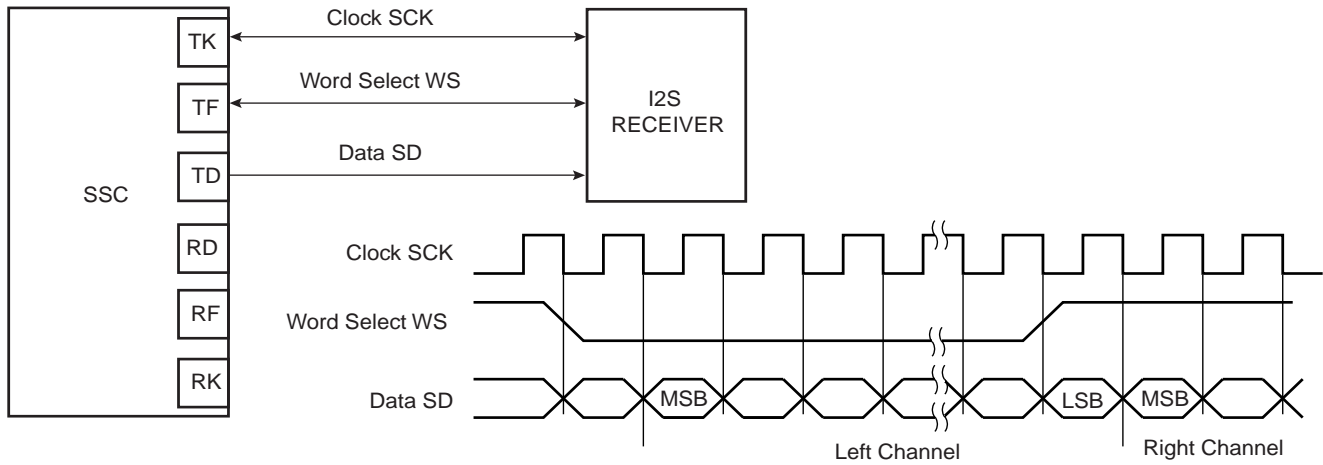 Clock SCK
TK
Word Select WS
TF
I2S
RECEIVER
Data SD
TD
SSC
RD
Clock SCK
RF
Word Select WS
RK
Data SD
MSB
LSB
MSB
Left Channel
Right Channel